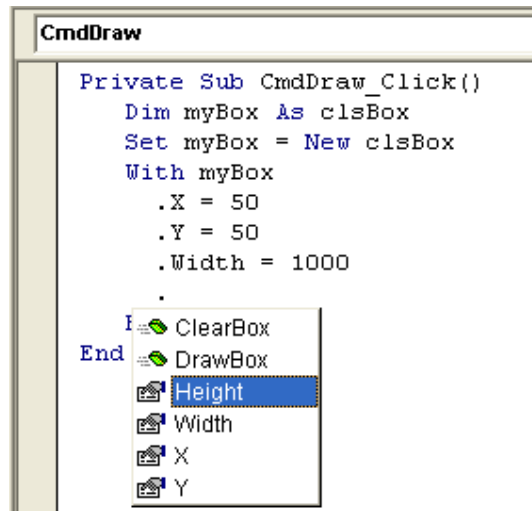 CmdDraw
Private Sub CmdDraw_Click()
Dim myBox As clsBox
Set myBox = New clsBox
With myBox
.X = 50
.Y = 50
.Width = 1000
.
End
ClearBox
DrawBox
Height
Width
X
Y